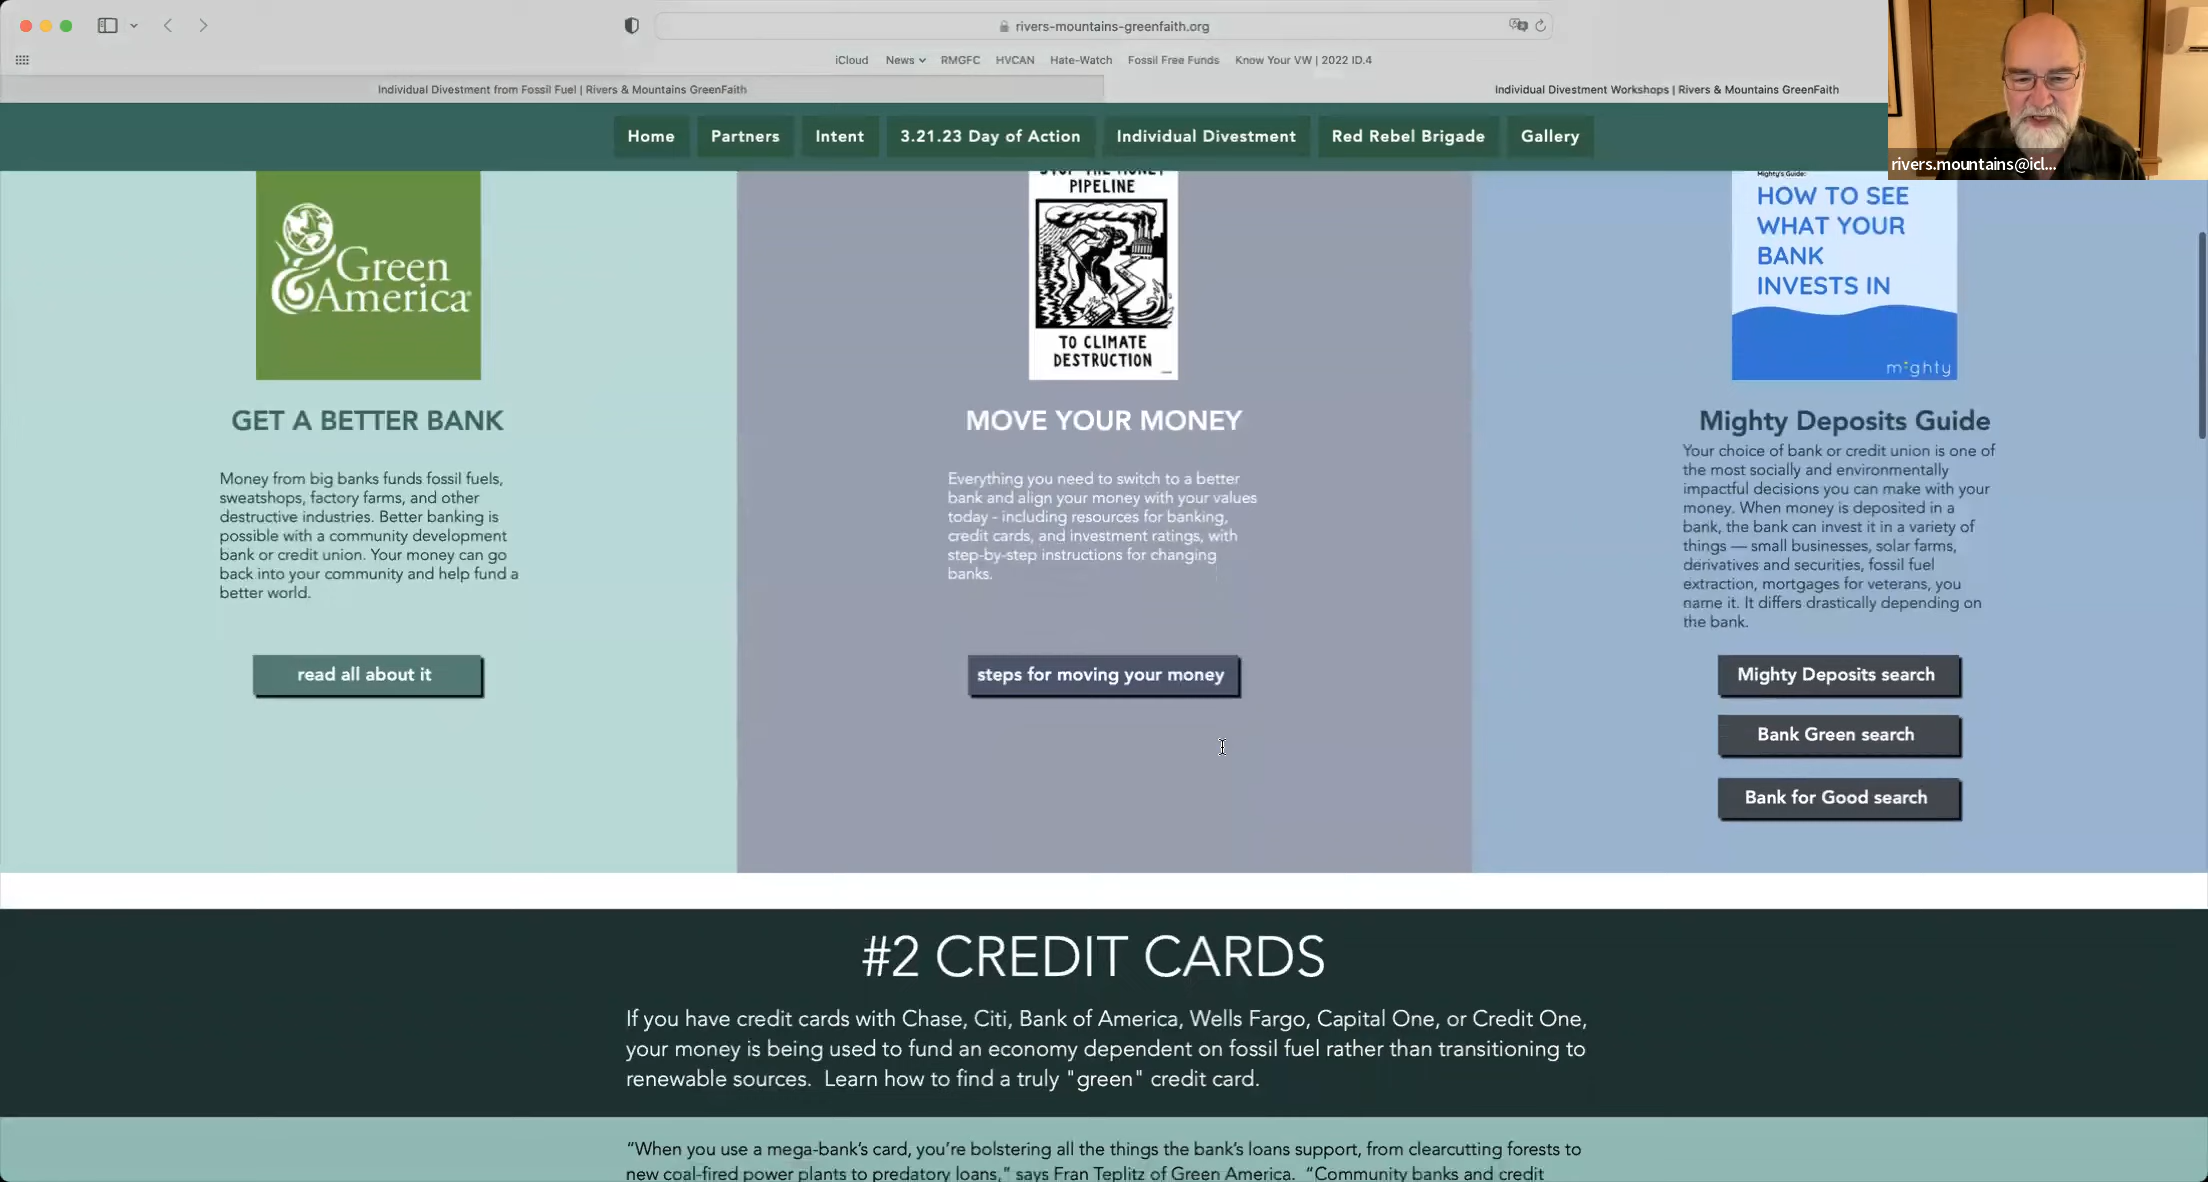 rivers-mountains-greenfaith.org
iCloud
News
RMGFC
HVCAN
Hate-Watch
Fossil Free Funds
Know Your VW | 2022 ID.4
Individual Divestment from Fossil Fuel | Rivers & Mountains GreenFaith
Individual Divestment Workshops | Rivers & Mountains GreenFaith
rivers.mountains@icl...
Home
Partners
Intent
3.21.23 Day of Action
Individual Divestment
Red Rebel Brigade
Gallery
Green
America
GET A BETTER BANK
Money from big banks funds fossil fuels,
sweatshops, factory farms, and other
destructive industries. Better banking is
possible with a community development
bank or credit union. Your money can go
back into your community and help fund a
better world.
read all about it
STOP THE MONEY
PIPELINE
TO CLIMATE
DESTRUCTION
MOVE YOUR MONEY
Everything you need to switch to a better
bank and align your money with your values
today - including resources for banking,
credit cards, and investment ratings, with
step-by-step instructions for changing
banks.
steps for moving your money
Mighty's Guide:
HOW TO SEE
WHAT YOUR
BANK
INVESTS IN
mighty
Mighty Deposits Guide
Your choice of bank or credit union is one of
the most socially and environmentally
impactful decisions you can make with your
money. When money is deposited in a
bank, the bank can invest it in a variety of
things — small businesses, solar farms,
derivatives and securities, fossil fuel
extraction, mortgages for veterans, you
name it. It differs drastically depending on
the bank.
Mighty Deposits search
Bank Green search
Bank for Good search
#2 CREDIT CARDS
If you have credit cards with Chase, Citi, Bank of America, Wells Fargo, Capital One, or Credit One,
your money is being used to fund an economy dependent on fossil fuel rather than transitioning to
renewable sources.  Learn how to find a truly "green" credit card.
“When you use a mega-bank’s card, you’re bolstering all the things the bank’s loans support, from clearcutting forests to
new coal-fired power plants to predatory loans,” says Fran Teplitz of Green America.  “Community banks and credit